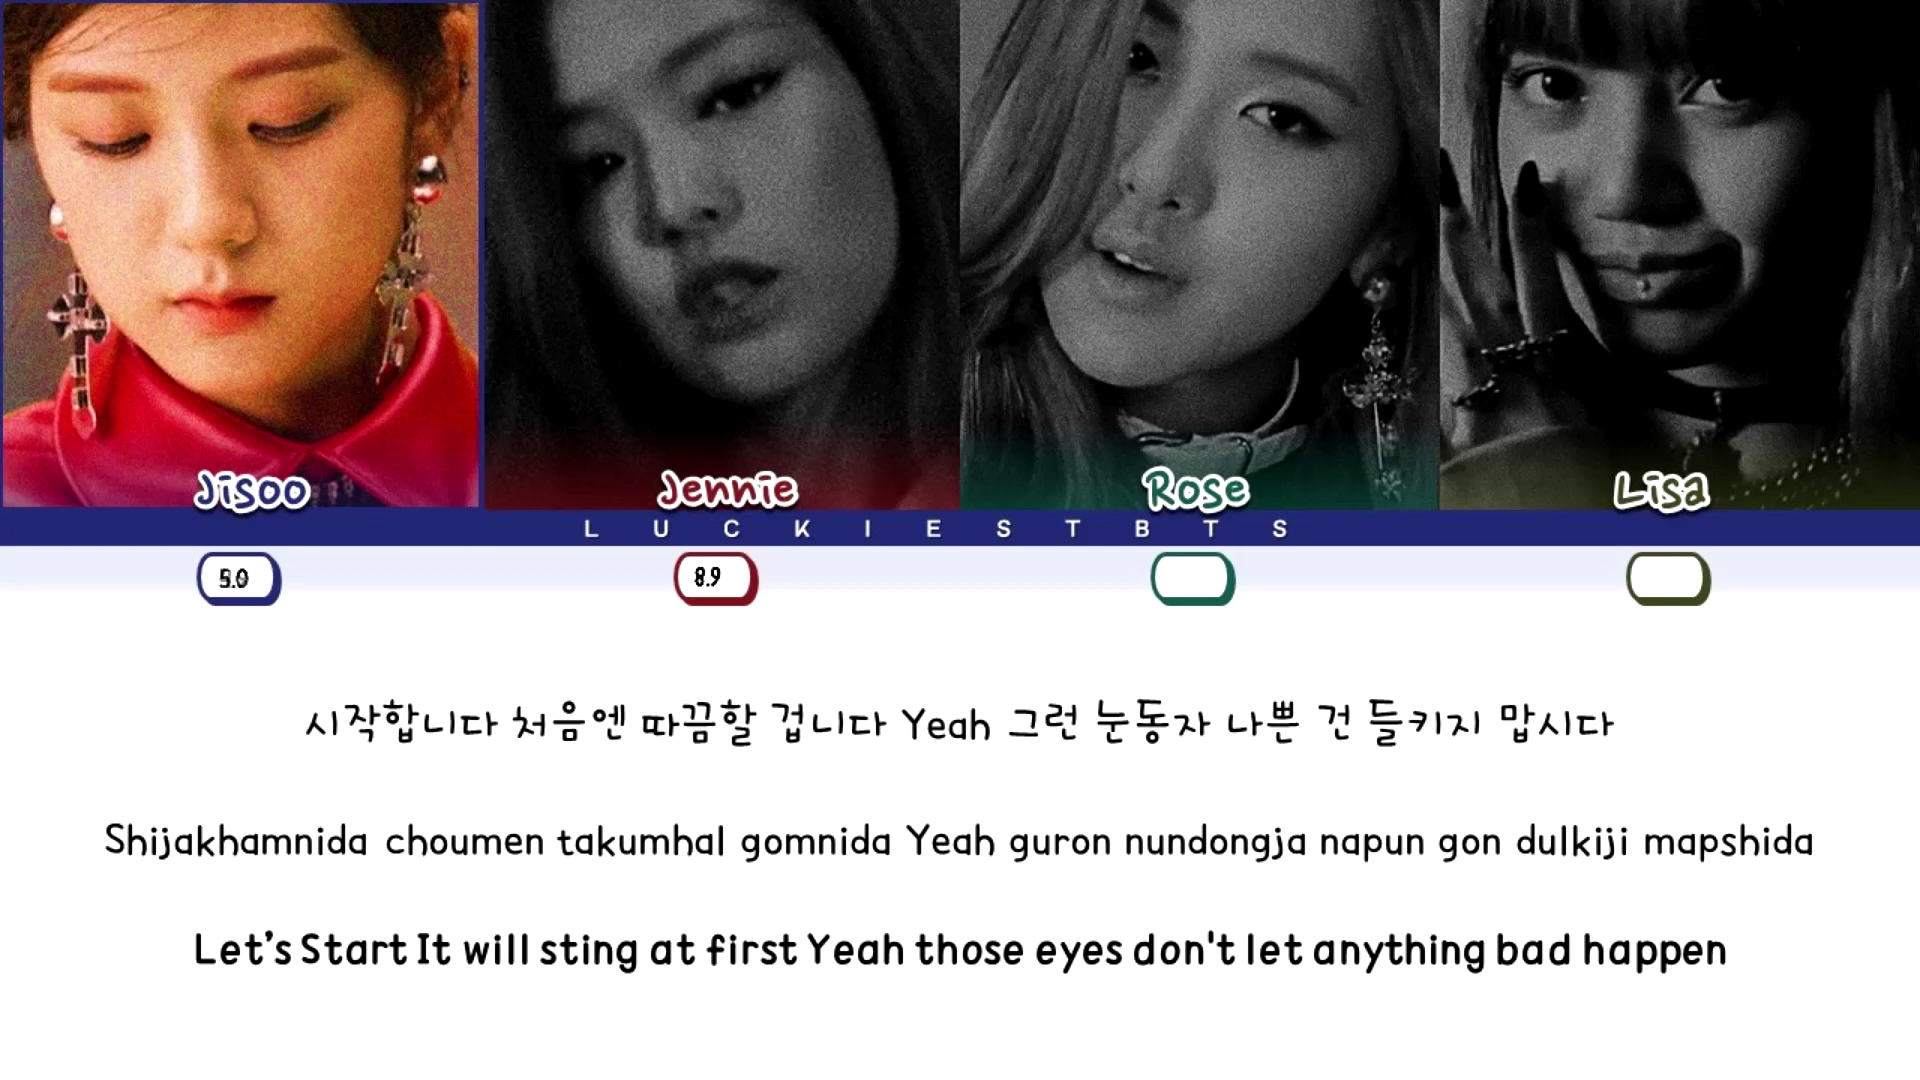 Jisoo Jennie Rose Lisa
LUCKIESTBTS
5.0 8.9
시작합니다 처음엔 따끔할 겁니다 Yeah 그런 눈동자 나쁜 건 들키지 맙시다
Shijakhamnida choumen takumhal gomnida Yeah guron nundongja napun gon dulkiji mapshida
Let's Start It will sting at first Yeah those eyes don't let anything bad happen